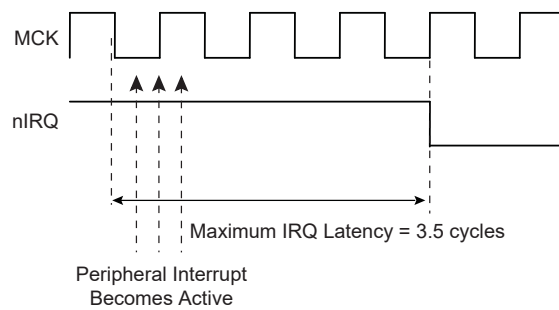 MCK
nIRQ
Maximum IRQ Latency = 3.5 cycles
Peripheral Interrupt
Becomes Active